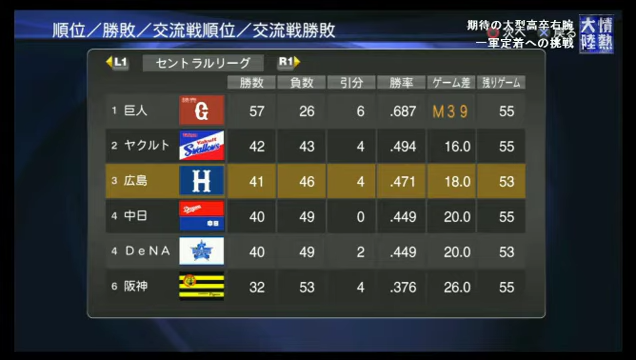 順位/勝敗/交流戦順位/交流戦勝敗
期待の大型高卒右腕
一軍定着への挑戦
情熱大陸
次へ 戻る
L1 セントラルリーグ R1
勝数 負数 引分 勝率 ゲーム差 残りゲーム
1 巨人 G 57 26 6 .687 M39 55
2 ヤクルト Swallows 42 43 4 .494 16.0 55
3 広島 H 41 46 4 .471 18.0 53
4 中日 Dragons 40 49 0 .449 20.0 55
4 DeNA 40 49 2 .449 20.0 53
6 阪神 32 53 4 .376 26.0 55